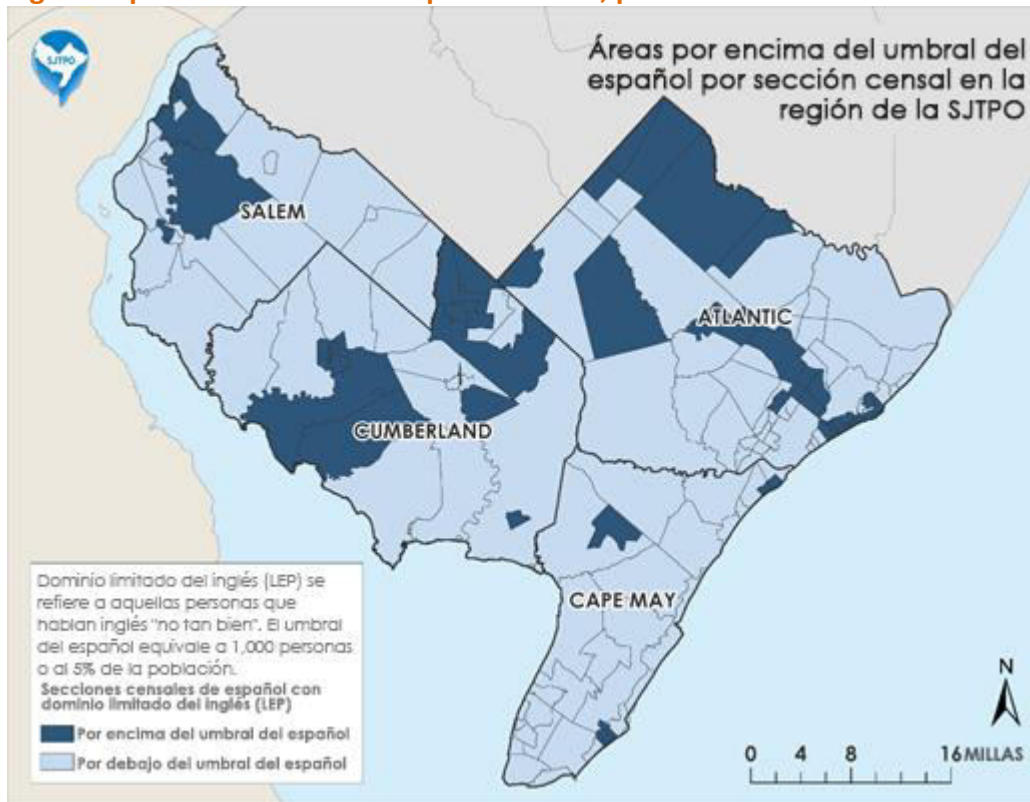 SJTPO
Áreas por encima del umbral del
español por sección censal en la
región de la SJTPO
SALEM
ATLANTIC
CUMBERLAND
CAPE MAY
Dominio limitado del inglés (LEP) se
refiere a aquellas personas que
hablan inglés "no tan bien". El umbral
del español equivale a 1,000 personas
o al 5% de la población.
Secciones censales de español con
dominio limitado del inglés (LEP)
Por encima del umbral del español
Por debajo del umbral del español
N
0 4 8 16 MILLAS